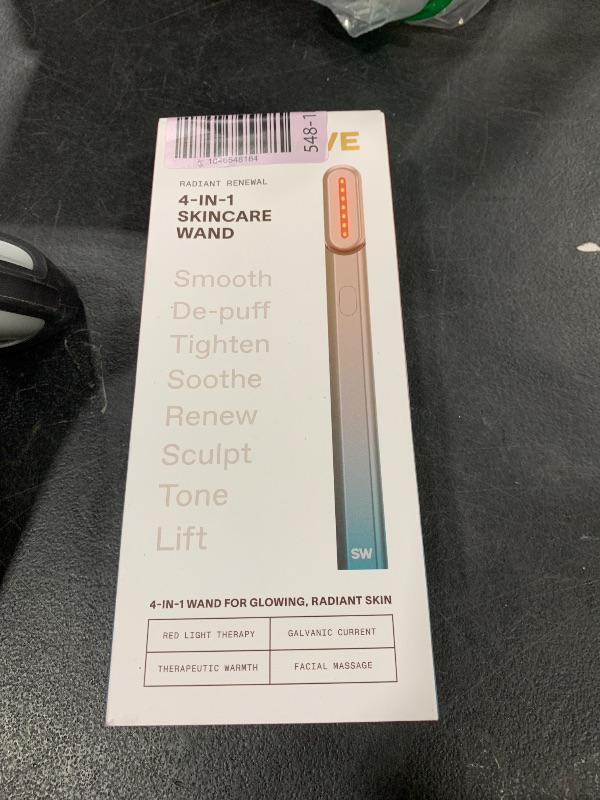 548-1
VE
1046548164
RADIANT RENEWAL
4-IN-1
SKINCARE
WAND
Smooth
De-puff
Tighten
Soothe
Renew
Sculpt
Tone
Lift
SW
4-IN-1 WAND FOR GLOWING, RADIANT SKIN
RED LIGHT THERAPY
GALVANIC CURRENT
THERAPEUTIC WARMTH
FACIAL MASSAGE